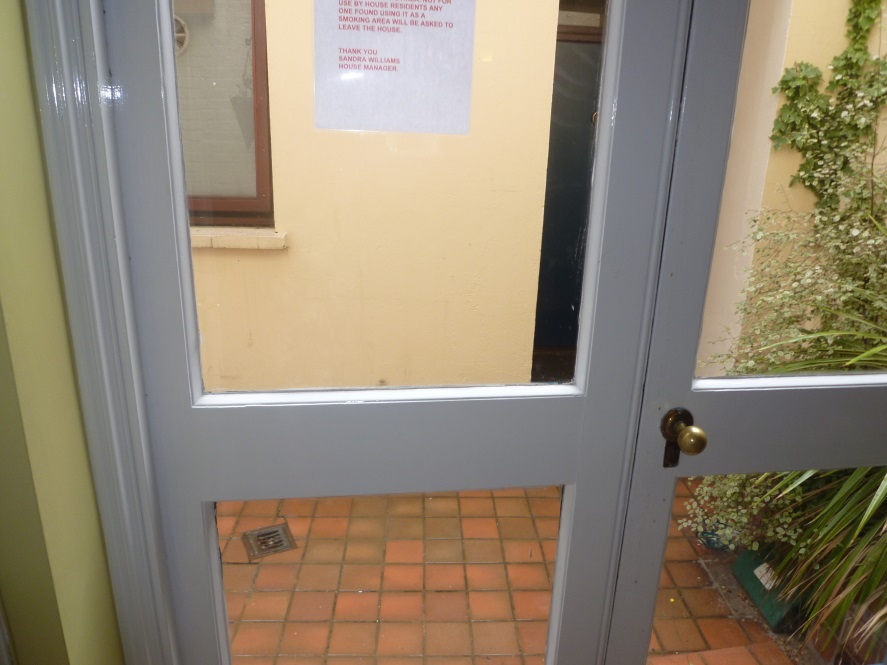 USE BY HOUSE RESIDENTS ANY
ONE FOUND USING IT AS A
SMOKING AREA WILL BE ASKED TO
LEAVE THE HOUSE.
THANK YOU
SANDRA WILLIAMS
HOUSE MANAGER.